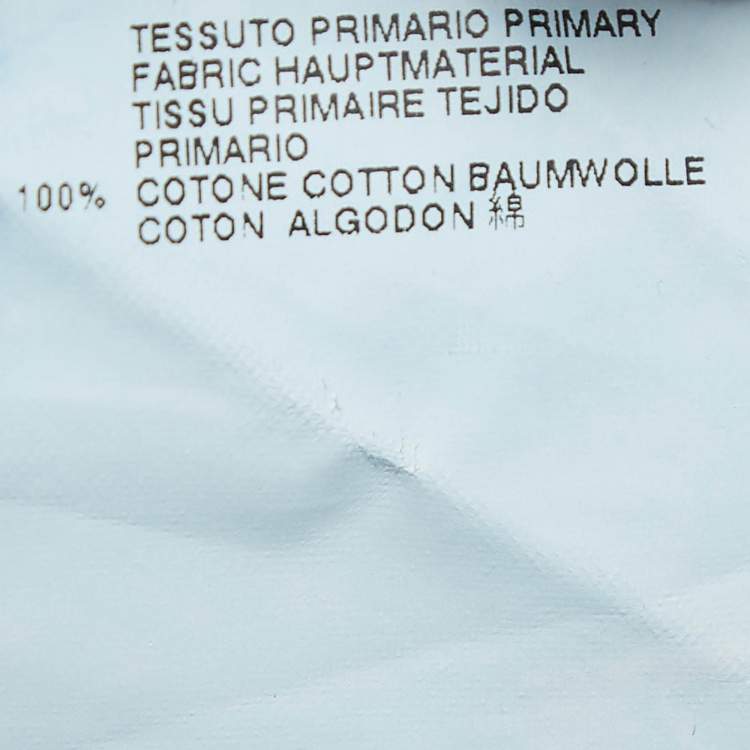 TESSUTO PRIMARIO PRIMARY
FABRIC HAUPTMATERIAL
TISSU PRIMAIRE TEJIDO
PRIMARIO
100% COTONE COTTON BAUMWOLLE
COTON ALGODON 綿